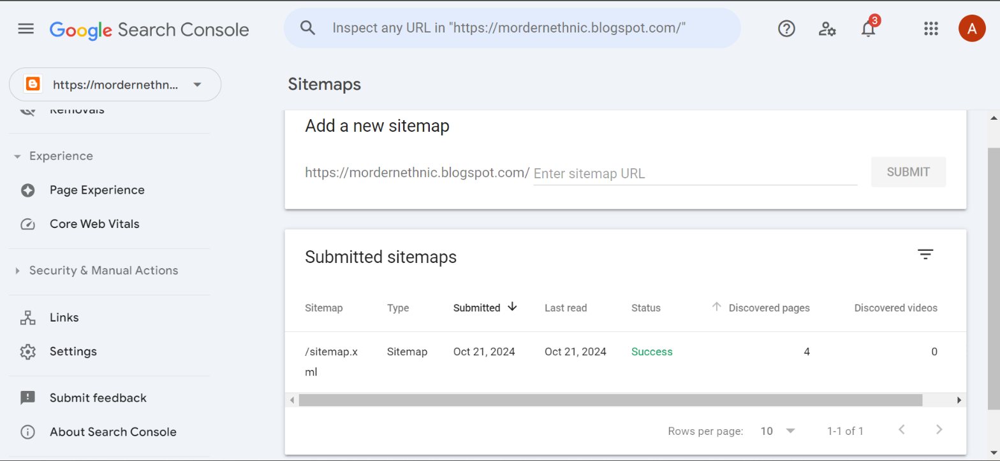 Google Search Console
Inspect any URL in "https://mordernethnic.blogspot.com/"
3
A
https://mordernethn...
Sitemaps
Removals
Experience
Page Experience
Core Web Vitals
Security & Manual Actions
Links
Settings
Submit feedback
About Search Console
Add a new sitemap
https://mordernethnic.blogspot.com/ Enter sitemap URL
SUBMIT
Submitted sitemaps
Sitemap Type Submitted Last read Status Discovered pages Discovered videos
/sitemap.x Sitemap Oct 21, 2024 Oct 21, 2024 Success 4 0
ml
Rows per page: 10 1-1 of 1